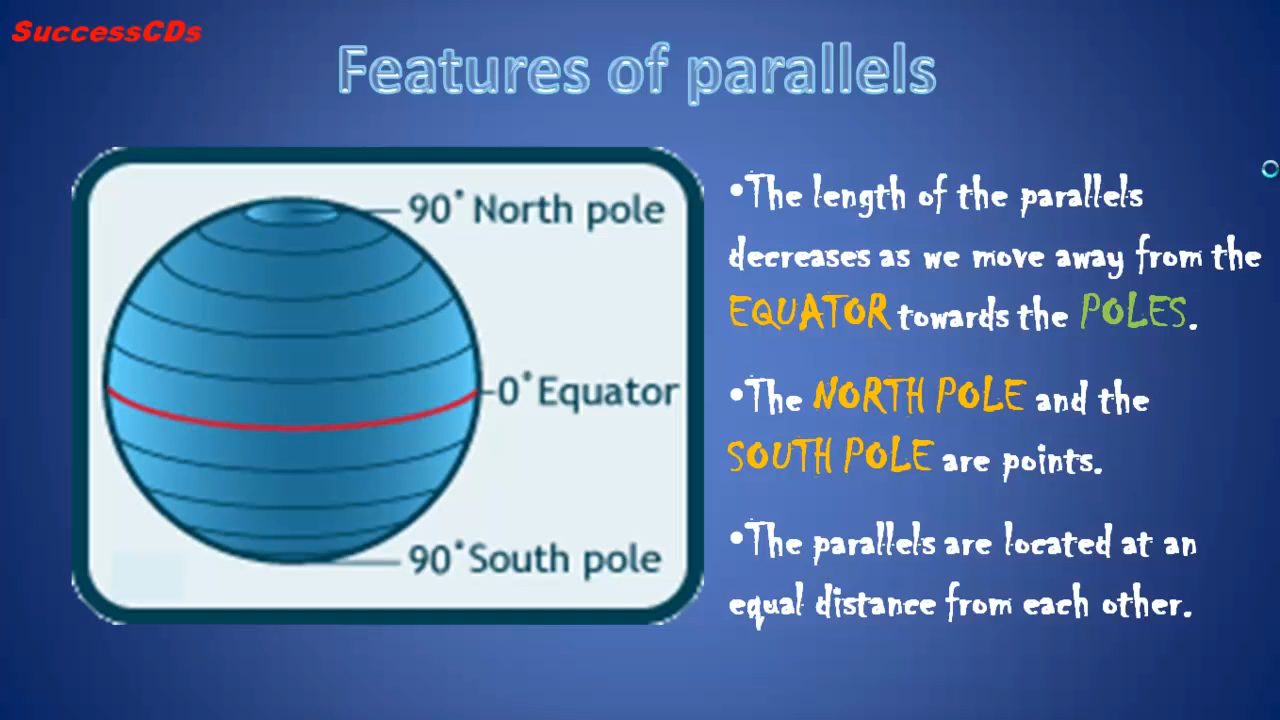 SuccessCDs
Features of parallels
90° North pole
0° Equator
90° South pole
•The length of the parallels
decreases as we move away from the
EQUATOR towards the POLES.
•The NORTH POLE and the
SOUTH POLE are points.
•The parallels are located at an
equal distance from each other.